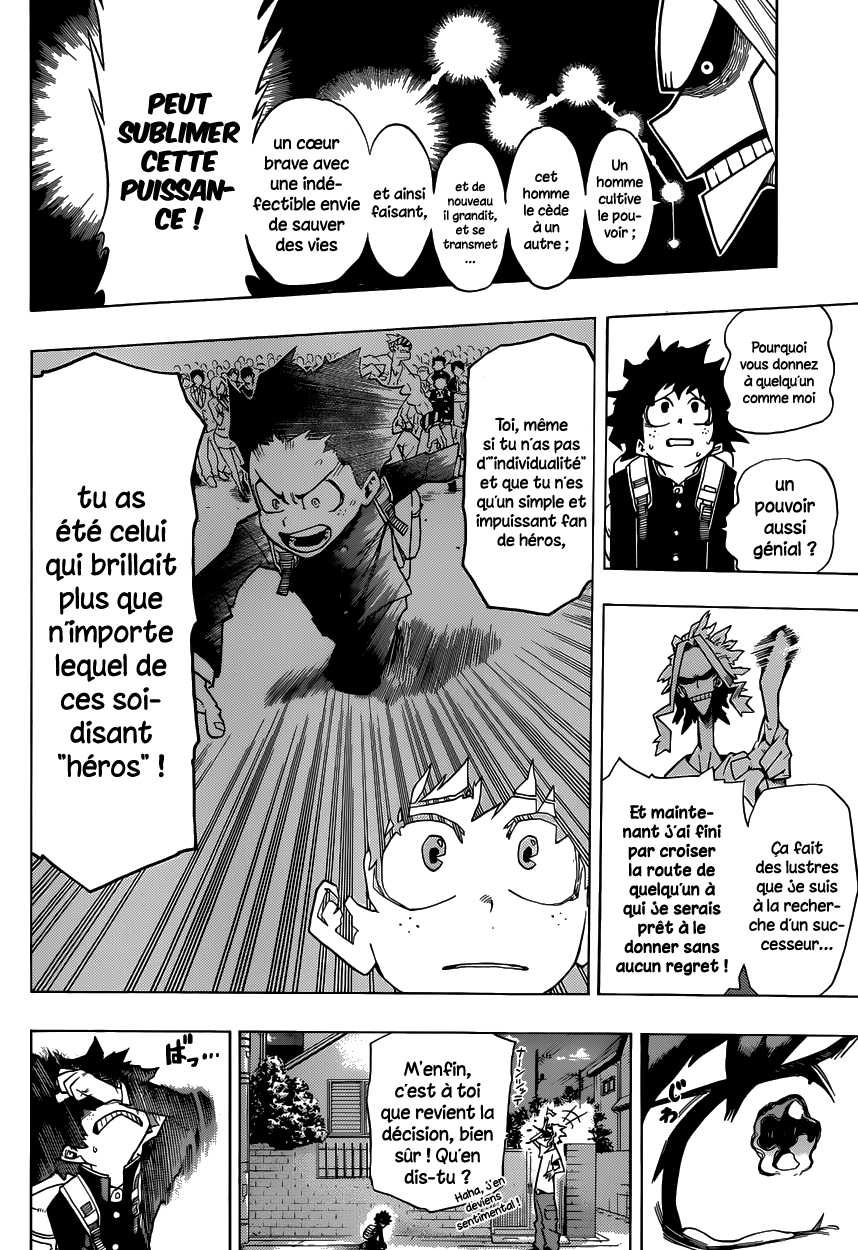 Un
homme
cultive
le pou-
voir ;
cet
homme
le cède
à un
autre ;
et de
nouveau
il grandit,
et se
transmet
...
et ainsi
faisant,
un cœur
brave avec
une indé-
fectible envie
de sauver
des vies
PEUT
SUBLIMER
CETTE
PUISSAN-
CE !
Pourquoi
vous donnez
à quelqu'un
comme moi
un
pouvoir
aussi
génial ?
Toi, même
si tu n'as pas
d'"individualité"
et que tu n'es
qu'un simple et
impuissant fan
de héros,
tu as
été celui
qui brillait
plus que
n'importe
lequel de
ces soi-
disant
"héros" !
Ça fait
des lustres
que je suis
à la recher-
che d'un suc-
cesseur...
Et mainte-
nant j'ai fini
par croiser
la route de
quelqu'un à
qui je serais
prêt à le
donner sans
aucun regret !
じわ
M'enfin,
c'est à toi
que revient la
décision, bien
sûr ! Qu'en
dis-tu ?
Haha, j'en
deviens
sentimental !
ばっ…